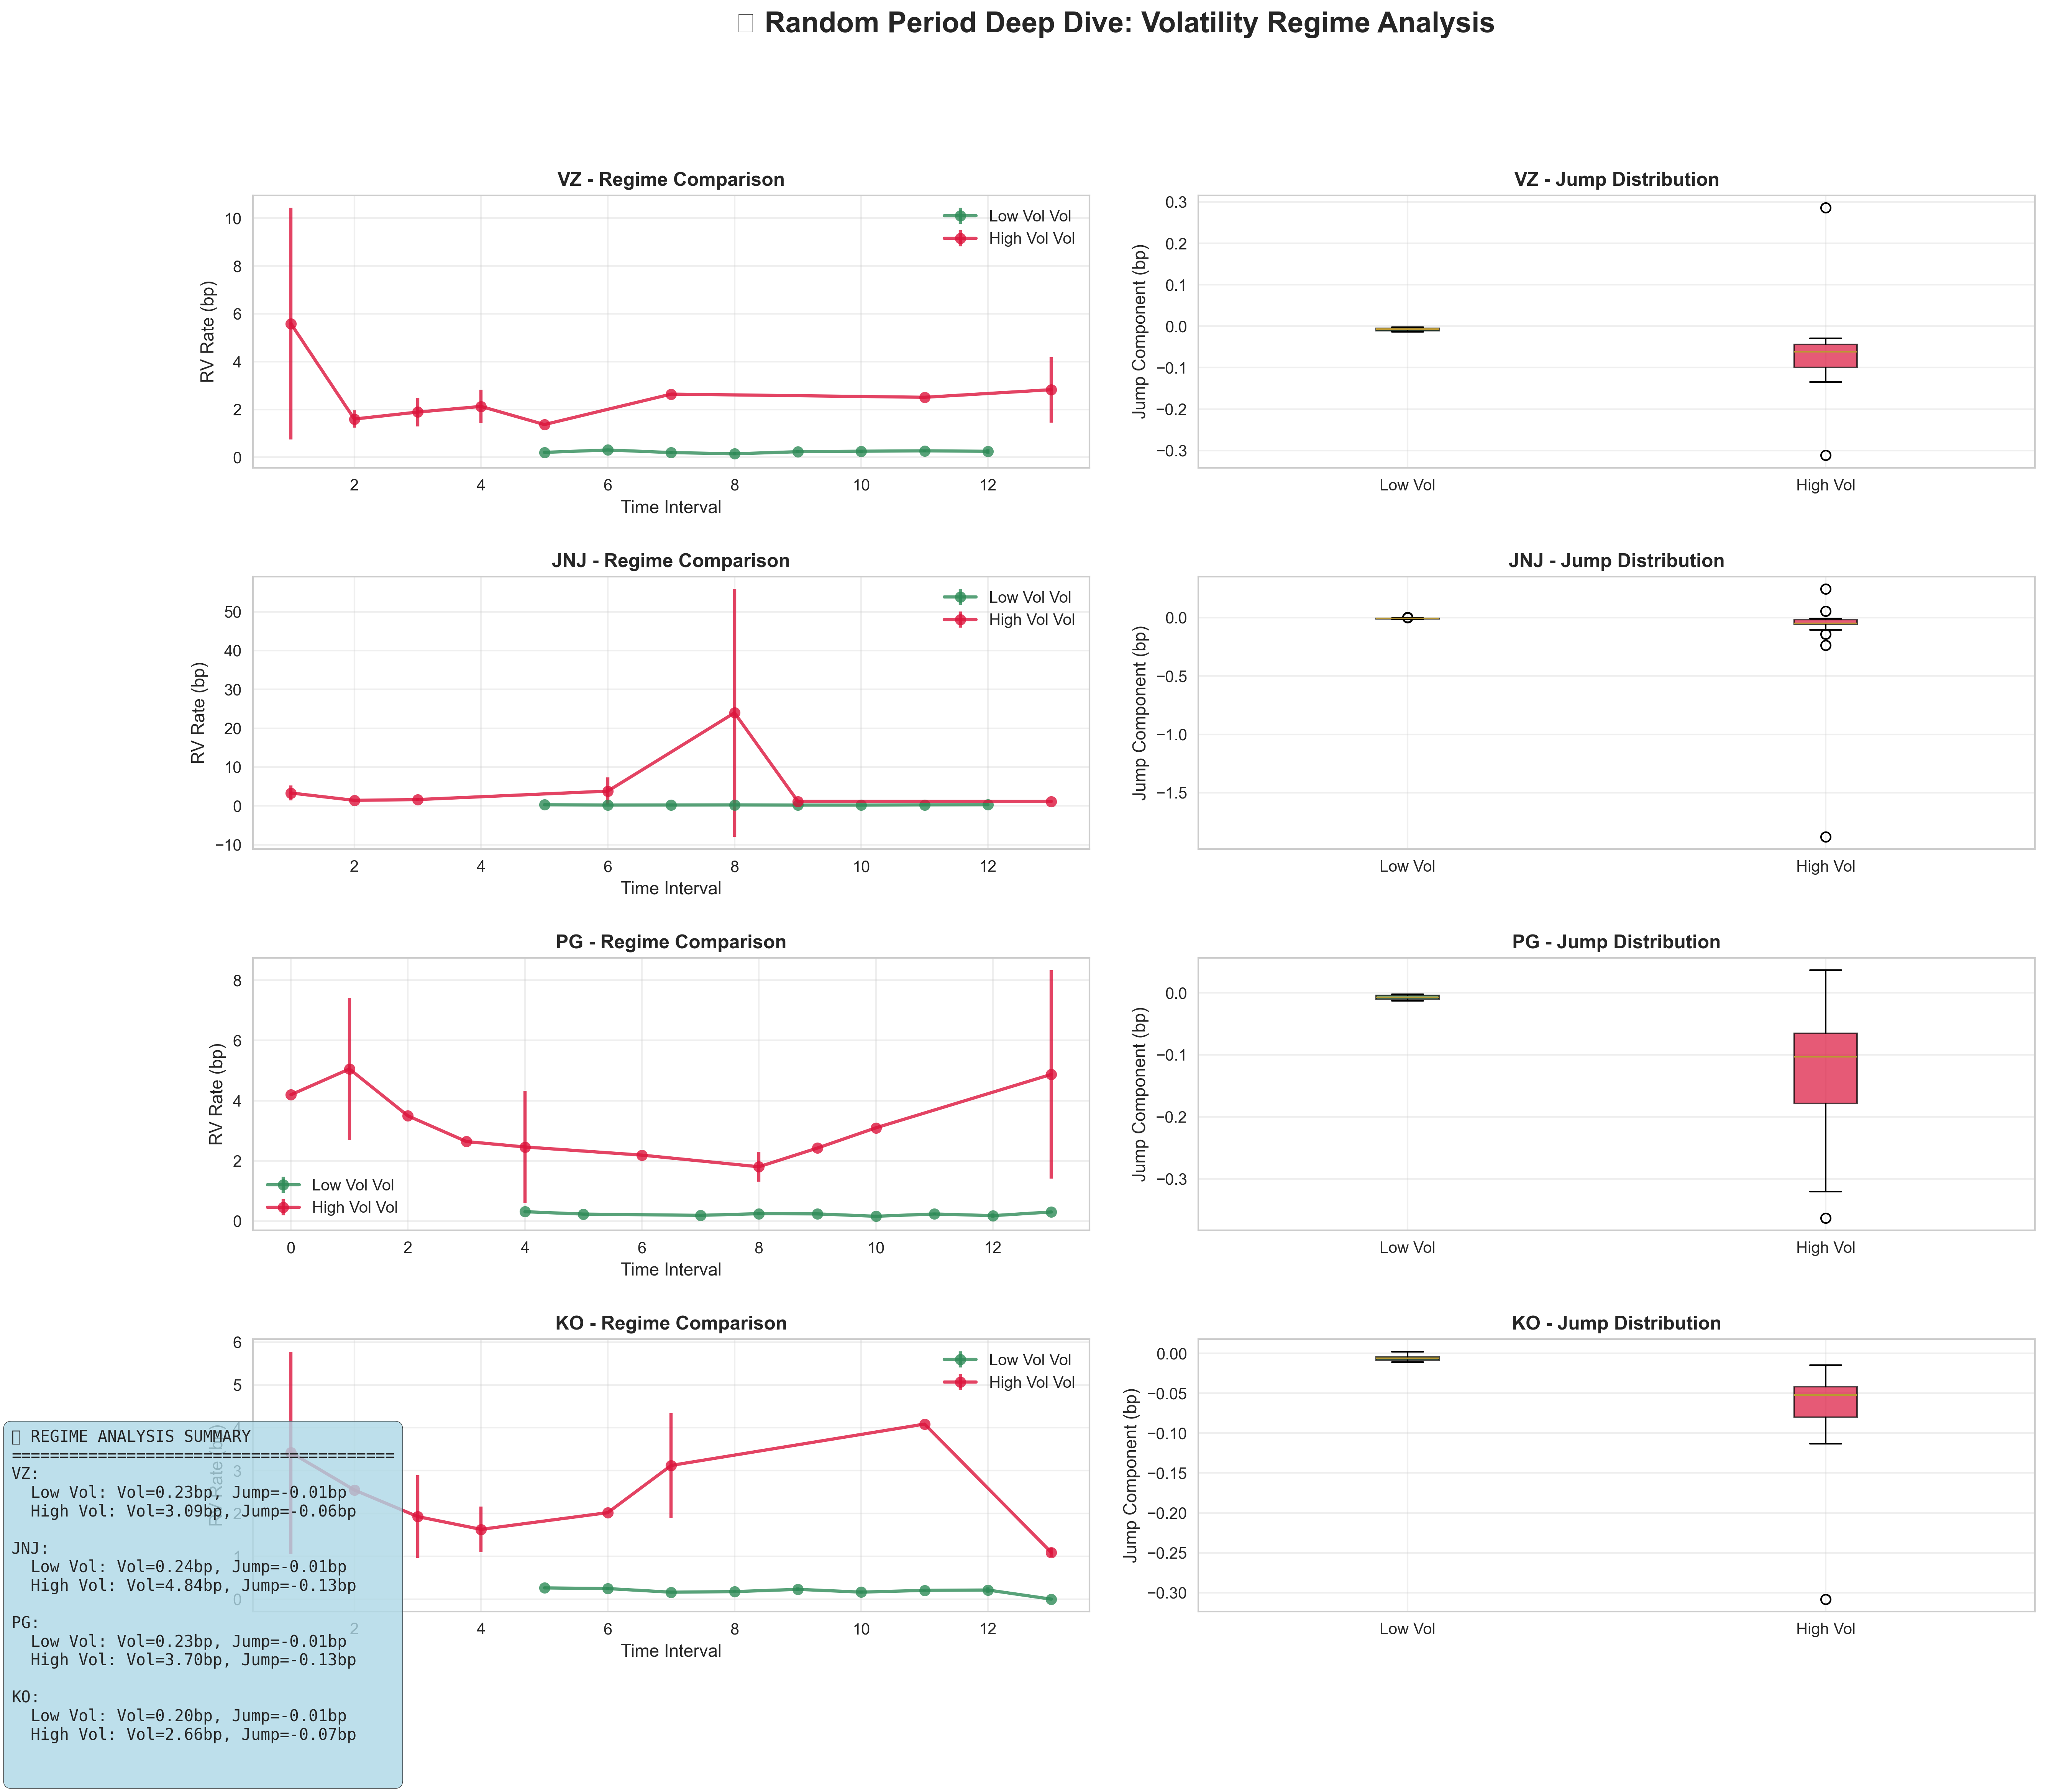 Random Period Deep Dive: Volatility Regime Analysis
VZ - Regime Comparison
RV Rate (bp)
10
8
6
4
2
0
Low Vol Vol
High Vol Vol
2
4
6
8
10
12
Time Interval
VZ - Jump Distribution
Jump Component (bp)
0.3
0.2
0.1
0.0
−0.1
−0.2
−0.3
Low Vol
High Vol
JNJ - Regime Comparison
RV Rate (bp)
50
40
30
20
10
0
−10
Low Vol Vol
High Vol Vol
2
4
6
8
10
12
Time Interval
JNJ - Jump Distribution
Jump Component (bp)
0.0
−0.5
−1.0
−1.5
Low Vol
High Vol
PG - Regime Comparison
RV Rate (bp)
8
6
4
2
0
Low Vol Vol
High Vol Vol
0
2
4
6
8
10
12
Time Interval
PG - Jump Distribution
Jump Component (bp)
0.0
−0.1
−0.2
−0.3
Low Vol
High Vol
KO - Regime Comparison
RV Rate (bp)
6
5
4
3
2
1
0
Low Vol Vol
High Vol Vol
2
4
6
8
10
12
Time Interval
KO - Jump Distribution
Jump Component (bp)
0.00
−0.05
−0.10
−0.15
−0.20
−0.25
−0.30
Low Vol
High Vol
REGIME ANALYSIS SUMMARY
========================================
VZ:
Low Vol: Vol=0.23bp, Jump=-0.01bp
High Vol: Vol=3.09bp, Jump=-0.06bp
JNJ:
Low Vol: Vol=0.24bp, Jump=-0.01bp
High Vol: Vol=4.84bp, Jump=-0.13bp
PG:
Low Vol: Vol=0.23bp, Jump=-0.01bp
High Vol: Vol=3.70bp, Jump=-0.13bp
KO:
Low Vol: Vol=0.20bp, Jump=-0.01bp
High Vol: Vol=2.66bp, Jump=-0.07bp